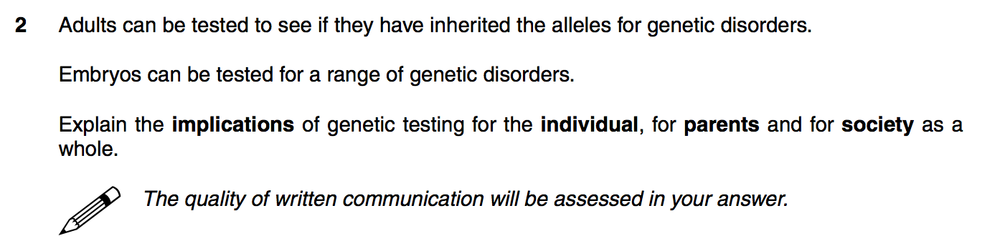 2 Adults can be tested to see if they have inherited the alleles for genetic disorders.
Embryos can be tested for a range of genetic disorders.
Explain the implications of genetic testing for the individual, for parents and for society as a
whole.
The quality of written communication will be assessed in your answer.